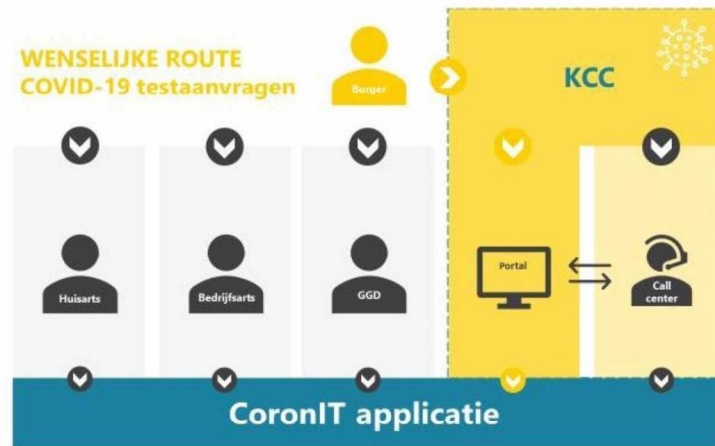 WENSELIJKE ROUTE
COVID-19 testaanvragen
Burger
KCC
Huisarts
Bedrijfsarts
GGD
Portal
Call
center
CoronIT applicatie